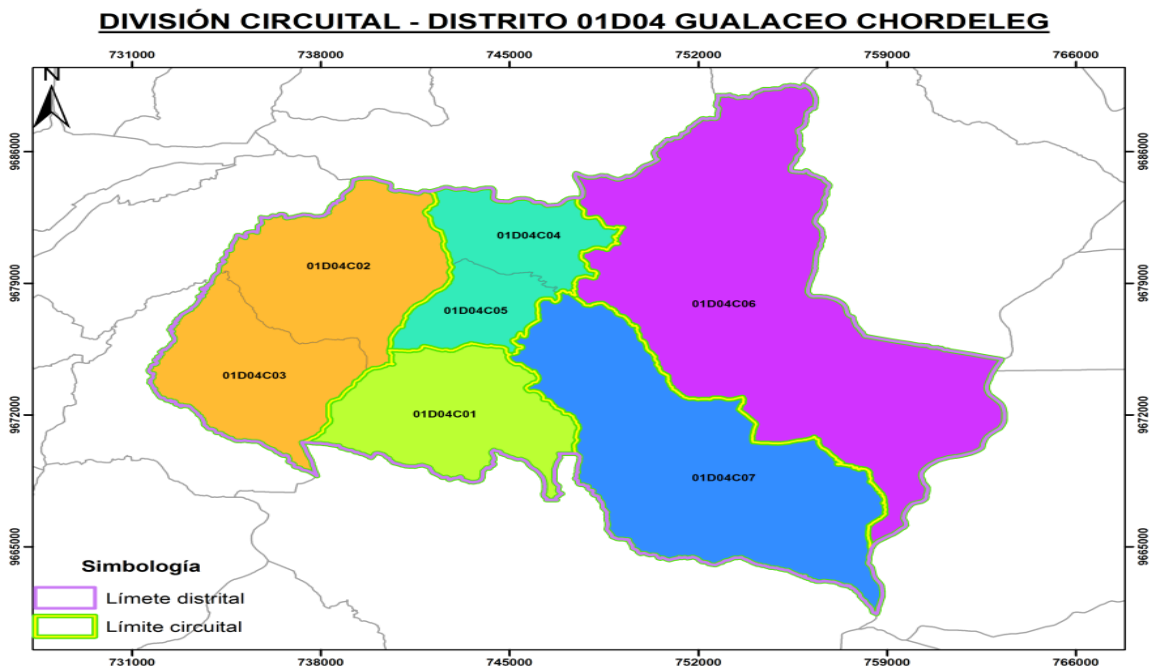 DIVISIÓN CIRCUITAL - DISTRITO 01D04 GUALACEO CHORDELEG
731000 738000 745000 752000 759000 766000
N
9686000 9686000
01D04C04
01D04C02
9679000 9679000
01D04C06
01D04C05
01D04C03
01D04C01
9672000 9672000
01D04C07
9665000 9665000
Simbología
Límete distrital
Límite circuital
731000 738000 745000 752000 759000 766000